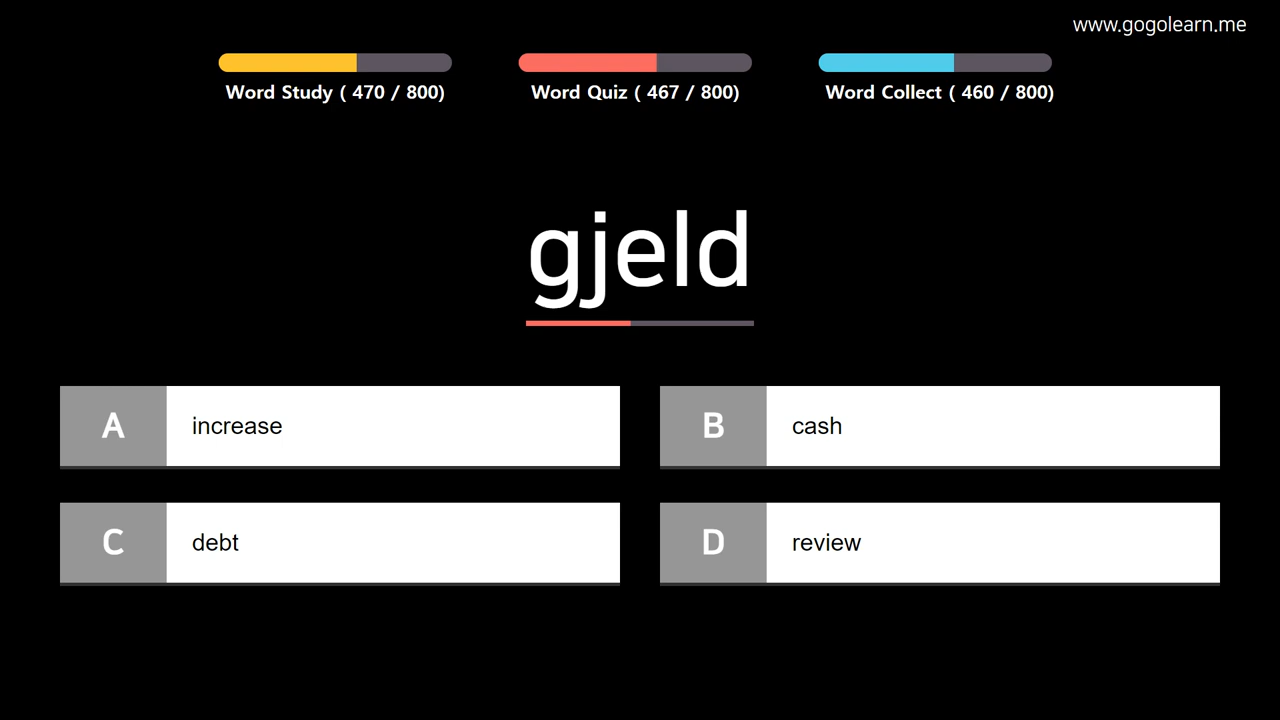 www.gogolearn.me
Word Study ( 470 / 800)
Word Quiz ( 467 / 800)
Word Collect ( 460 / 800)
gjeld
A increase
B cash
C debt
D review